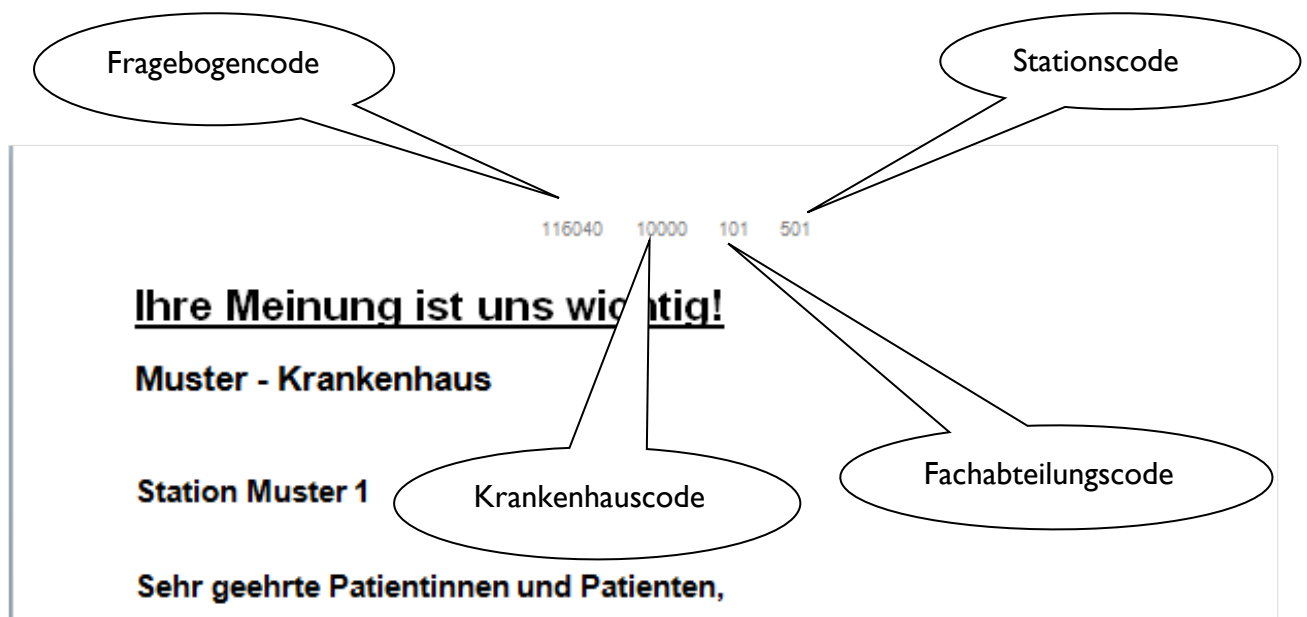 Fragebogencode
Stationscode
116040 10000 101 501
Ihre Meinung ist uns wichtig!
Muster - Krankenhaus
Fachabteilungscode
Station Muster 1
Krankenhauscode
Sehr geehrte Patientinnen und Patienten,